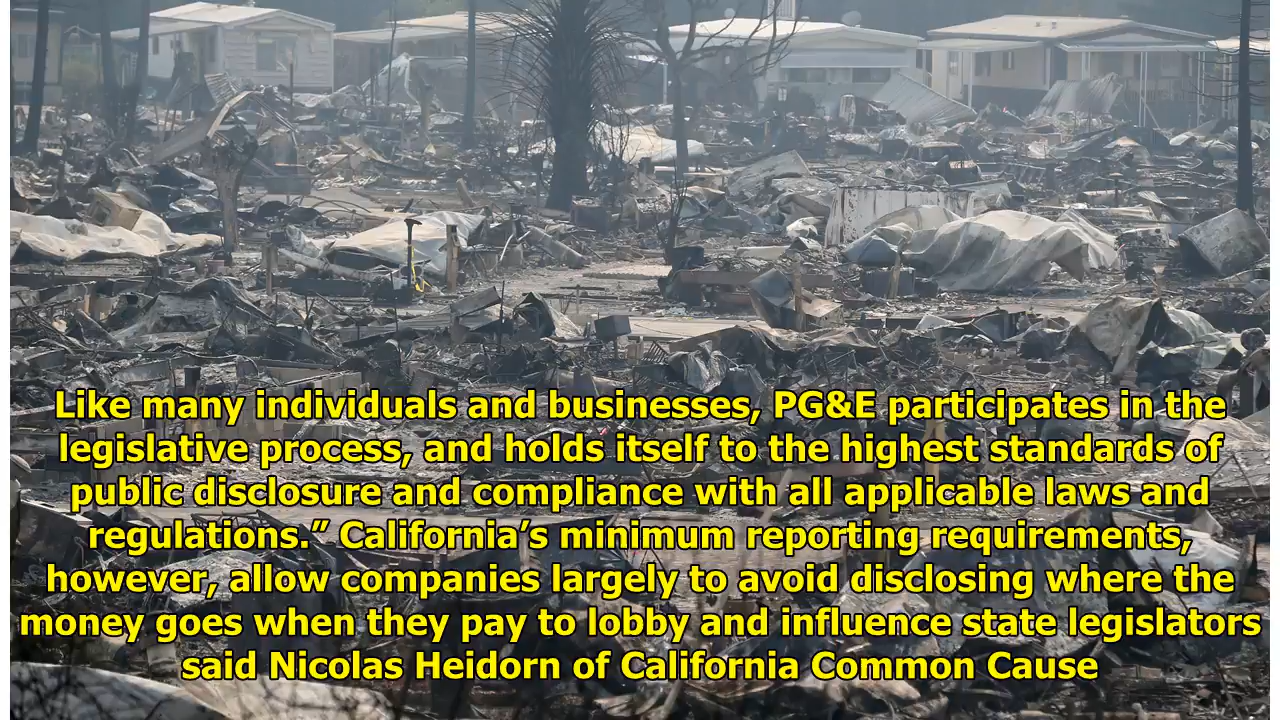 Like many individuals and businesses, PG&E participates in the
legislative process, and holds itself to the highest standards of
public disclosure and compliance with all applicable laws and
regulations.” California’s minimum reporting requirements,
however, allow companies largely to avoid disclosing where the
money goes when they pay to lobby and influence state legislators
said Nicolas Heidorn of California Common Cause